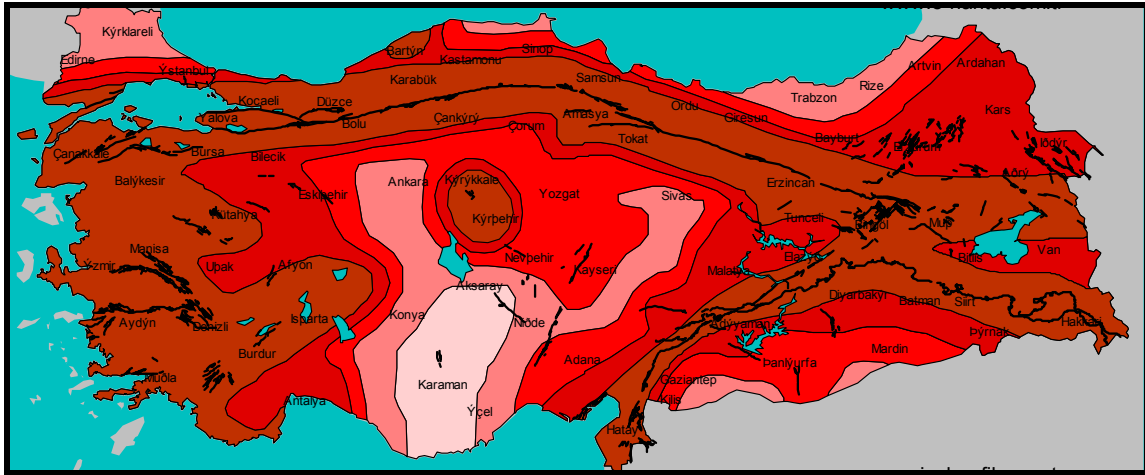 Kýrklareli
Edirne
Ýstanbul
Bartýn
Kastamonu
Sinop
Karabük
Samsun
Artvin
Ardahan
Rize
Trabzon
Kars
Kocaeli
Düzce
Yalova
Bolu
Çankýrý
Amasya
Ordu
Giresun
Çorum
Tokat
Bayburt
Iðdýr
Çanakkale
Bursa
Bilecik
Balýkesir
Ankara
Kýrýkkale
Yozgat
Sivas
Erzincan
Aðrý
Eskiþehir
Kütahya
Kýrþehir
Tunceli
Bingöl
Muþ
Manisa
Ýzmir
Uþak
Afyon
Nevþehir
Kayseri
Malatya
Elazýð
Bitlis
Van
Aksaray
Konya
Niðde
Diyarbakýr
Batman
Siirt
Hakkari
Þýrnak
Aydýn
Denizli
Isparta
Burdur
Adýyaman
Mardin
Þanlýurfa
Adana
Karaman
Gaziantep
Kilis
Muðla
Antalya
Ýçel
Hatay